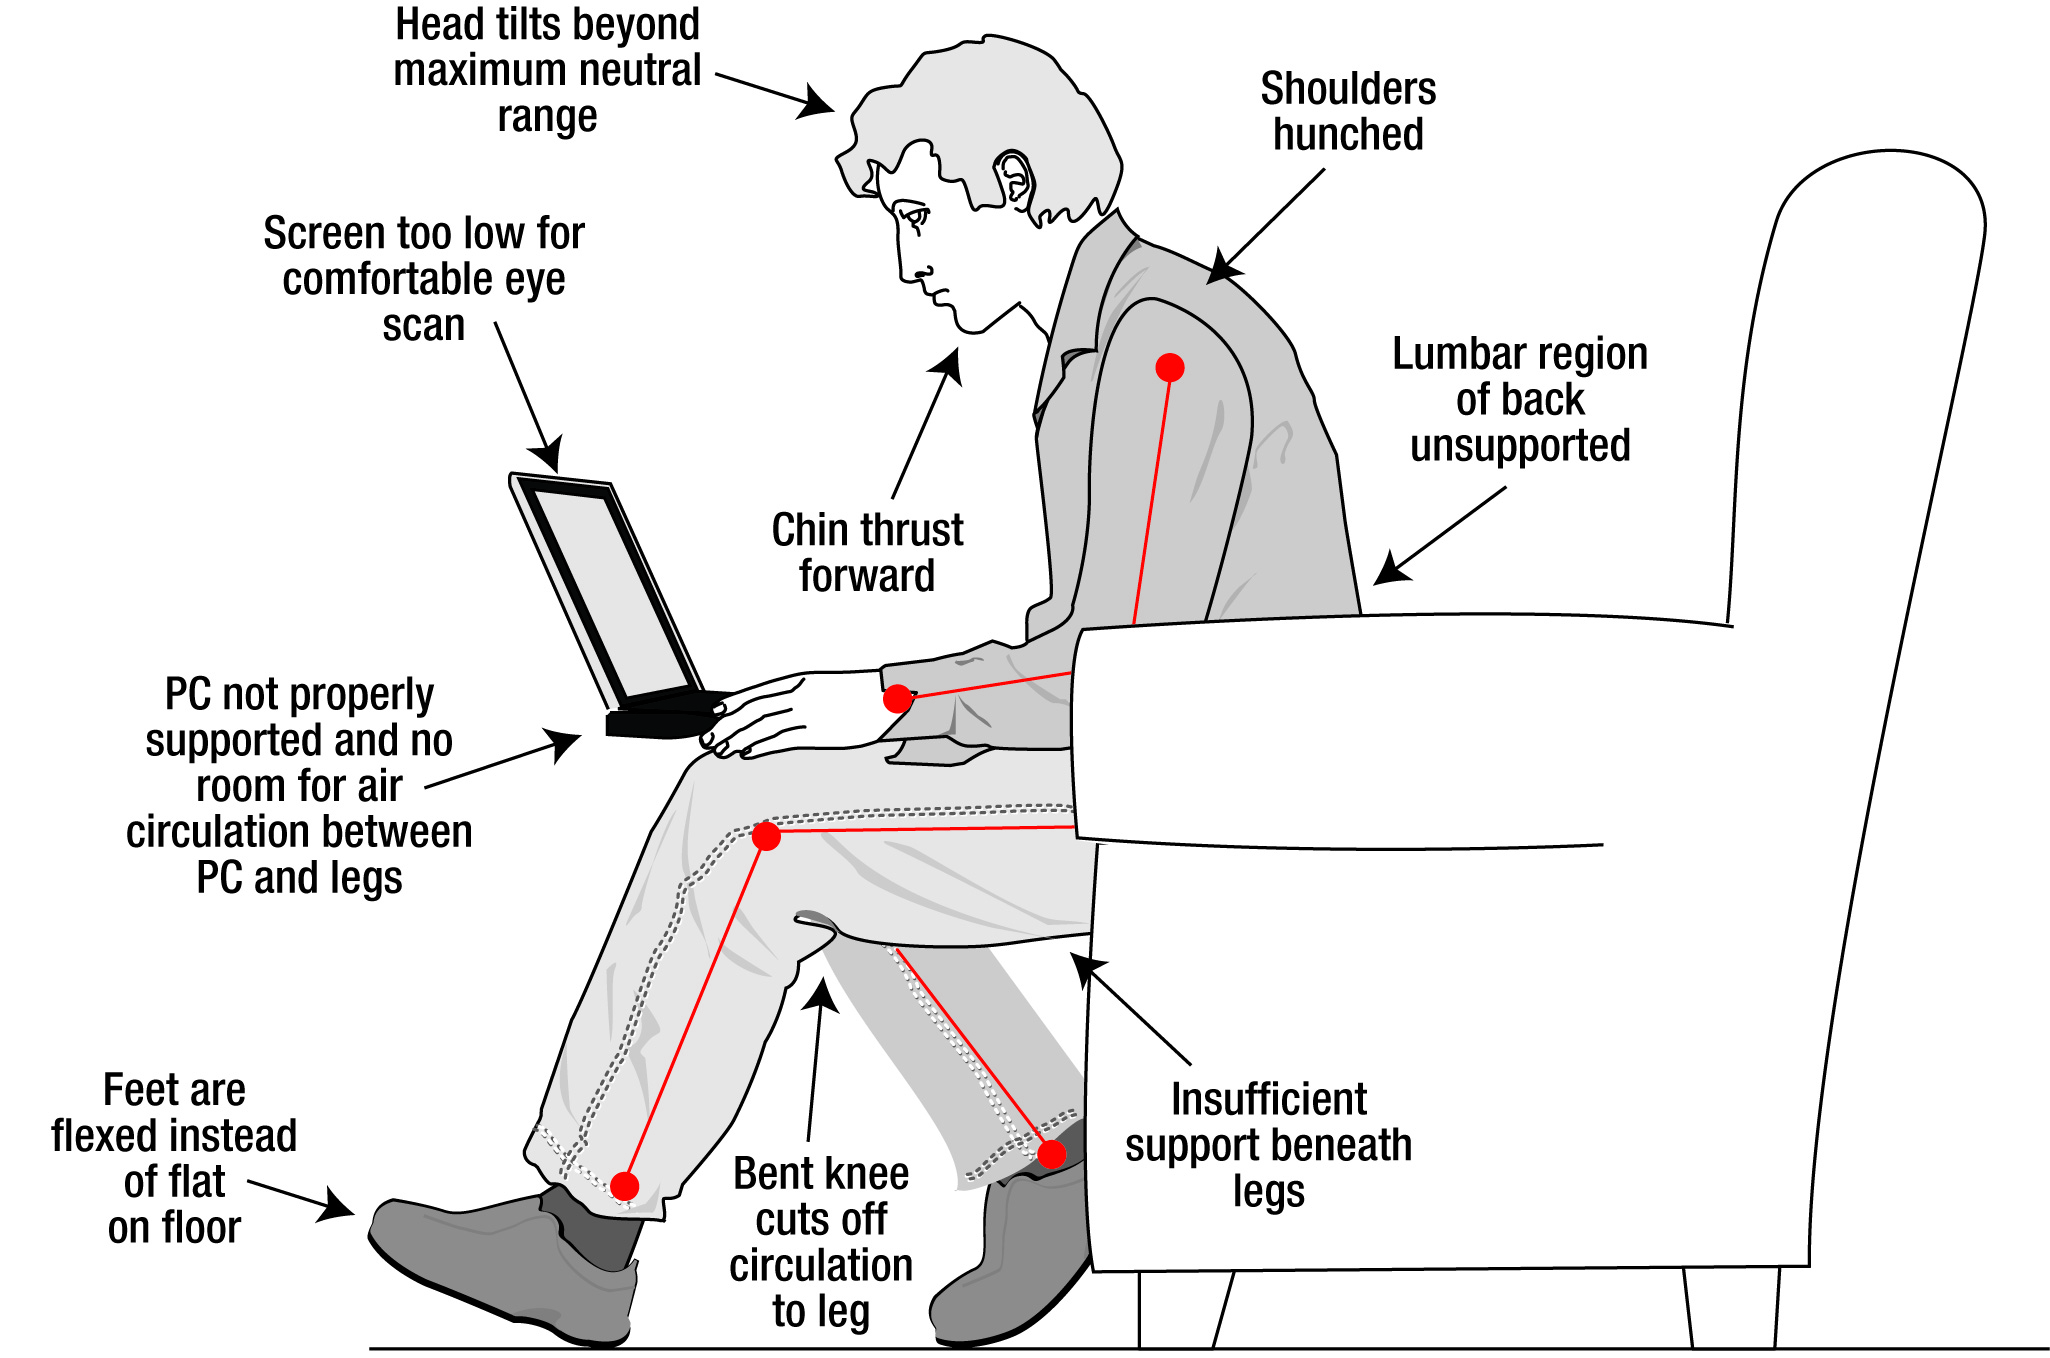 Head tilts beyond
maximum neutral
range
Shoulders
hunched
Screen too low for
comfortable eye
scan
Lumbar region
of back
unsupported
Chin thrust
forward
PC not properly
supported and no
room for air
circulation between
PC and legs
Feet are
flexed instead
of flat
on floor
Bent knee
cuts off
circulation
to leg
Insufficient
support beneath
legs